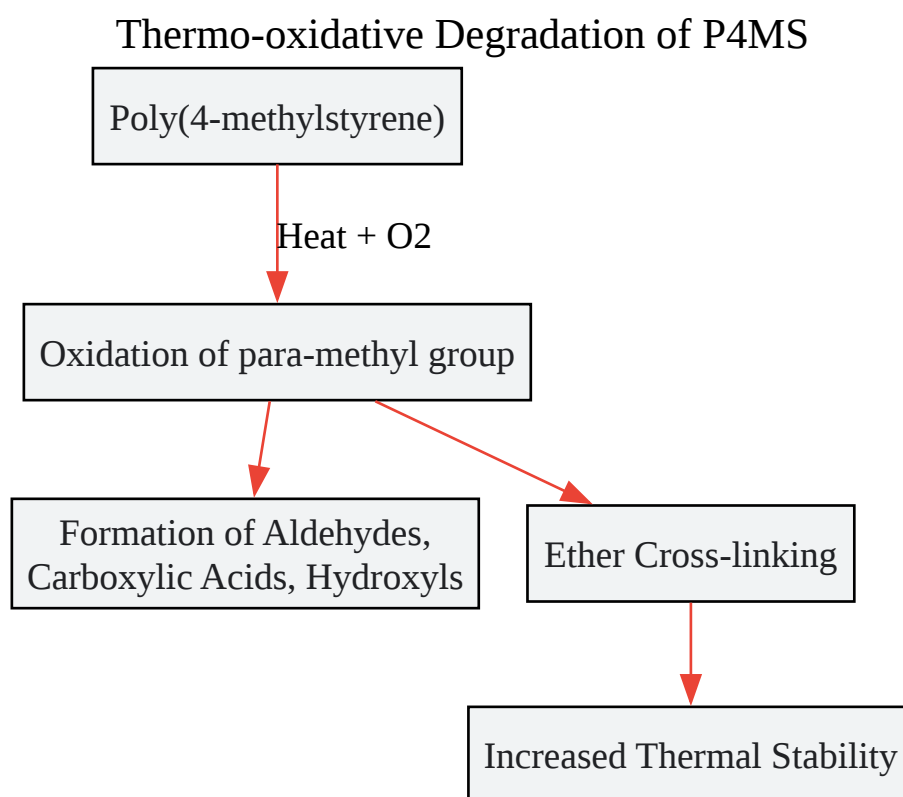 Thermo-oxidative Degradation of P4MS
Poly(4-methylstyrene)
Heat + O2
Oxidation of para-methyl group
Formation of Aldehydes,
Carboxylic Acids, Hydroxyls
Ether Cross-linking
Increased Thermal Stability